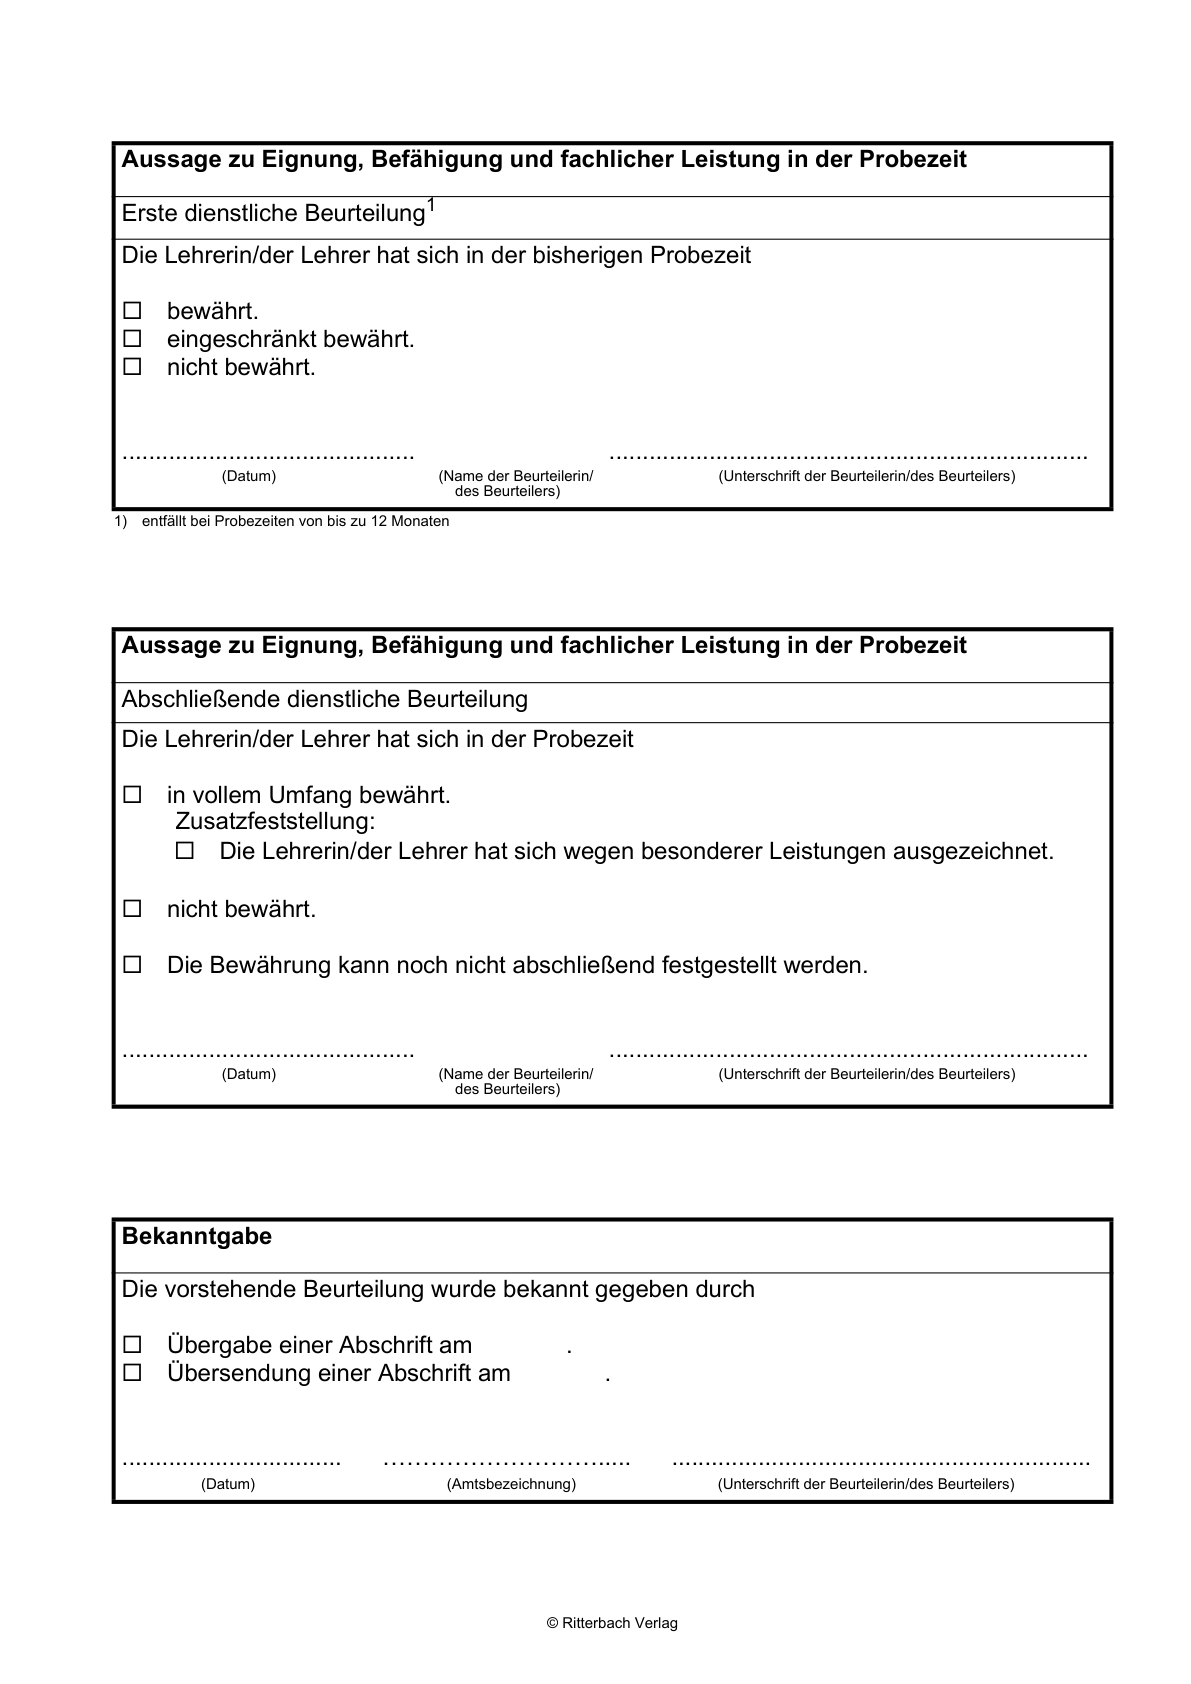 Aussage zu Eignung, Befähigung und fachlicher Leistung in der Probezeit
Erste dienstliche Beurteilung1
Die Lehrerin/der Lehrer hat sich in der bisherigen Probezeit
☐ bewährt.
☐ eingeschränkt bewährt.
☐ nicht bewährt.
............................................ ........................................................................
(Datum) (Name der Beurteilerin/ (Unterschrift der Beurteilerin/des Beurteilers)
des Beurteilers)
1) entfällt bei Probezeiten von bis zu 12 Monaten
Aussage zu Eignung, Befähigung und fachlicher Leistung in der Probezeit
Abschließende dienstliche Beurteilung
Die Lehrerin/der Lehrer hat sich in der Probezeit
☐ in vollem Umfang bewährt.
Zusatzfeststellung:
☐ Die Lehrerin/der Lehrer hat sich wegen besonderer Leistungen ausgezeichnet.
☐ nicht bewährt.
☐ Die Bewährung kann noch nicht abschließend festgestellt werden.
............................................ ........................................................................
(Datum) (Name der Beurteilerin/ (Unterschrift der Beurteilerin/des Beurteilers)
des Beurteilers)
Bekanntgabe
Die vorstehende Beurteilung wurde bekannt gegeben durch
☐ Übergabe einer Abschrift am .
☐ Übersendung einer Abschrift am .
................................. ……………………….... ...............................................................
(Datum) (Amtsbezeichnung) (Unterschrift der Beurteilerin/des Beurteilers)
© Ritterbach Verlag